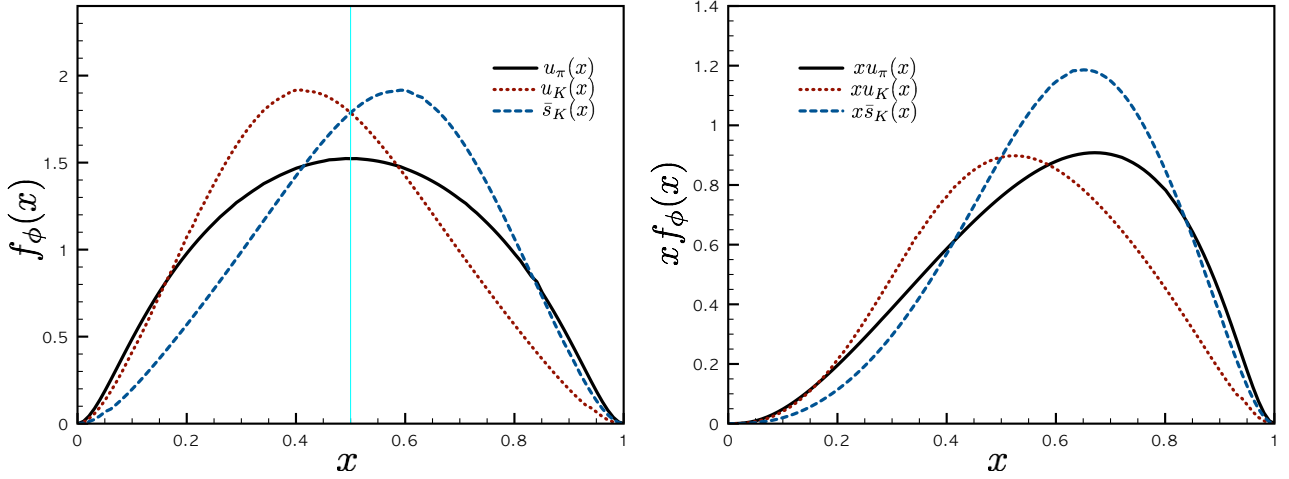 2
1.5
1
0.5
0
0 0.2 0.4 0.6 0.8 1
x
f_ϕ(x)
u_π(x)
u_K(x)
s̄_K(x)
1.4
1.2
1
0.8
0.6
0.4
0.2
0
0 0.2 0.4 0.6 0.8 1
x
x f_ϕ(x)
xu_π(x)
xu_K(x)
xs̄_K(x)